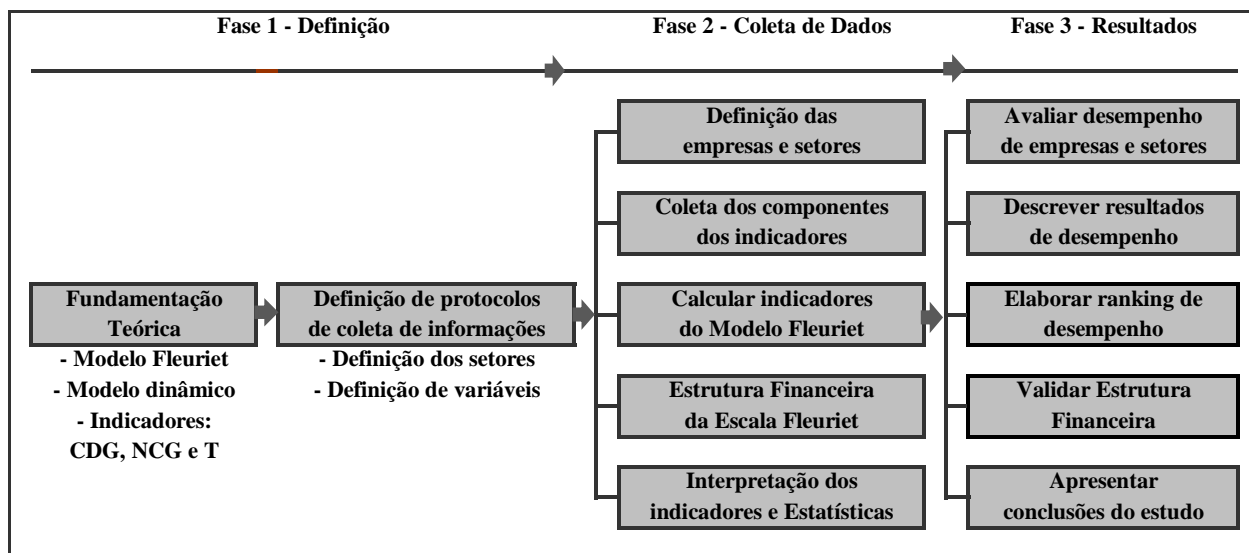 Fase 1 - Definição
Fase 2 - Coleta de Dados
Fase 3 - Resultados
Fundamentação
Teórica
- Modelo Fleuriet
- Modelo dinâmico
- Indicadores:
CDG, NCG e T
Definição de protocolos
de coleta de informações
- Definição dos setores
- Definição de variáveis
Definição das
empresas e setores
Coleta dos componentes
dos indicadores
Calcular indicadores
do Modelo Fleuriet
Estrutura Financeira
da Escala Fleuriet
Interpretação dos
indicadores e Estatísticas
Avaliar desempenho
de empresas e setores
Descrever resultados
de desempenho
Elaborar ranking de
desempenho
Validar Estrutura
Financeira
Apresentar
conclusões do estudo